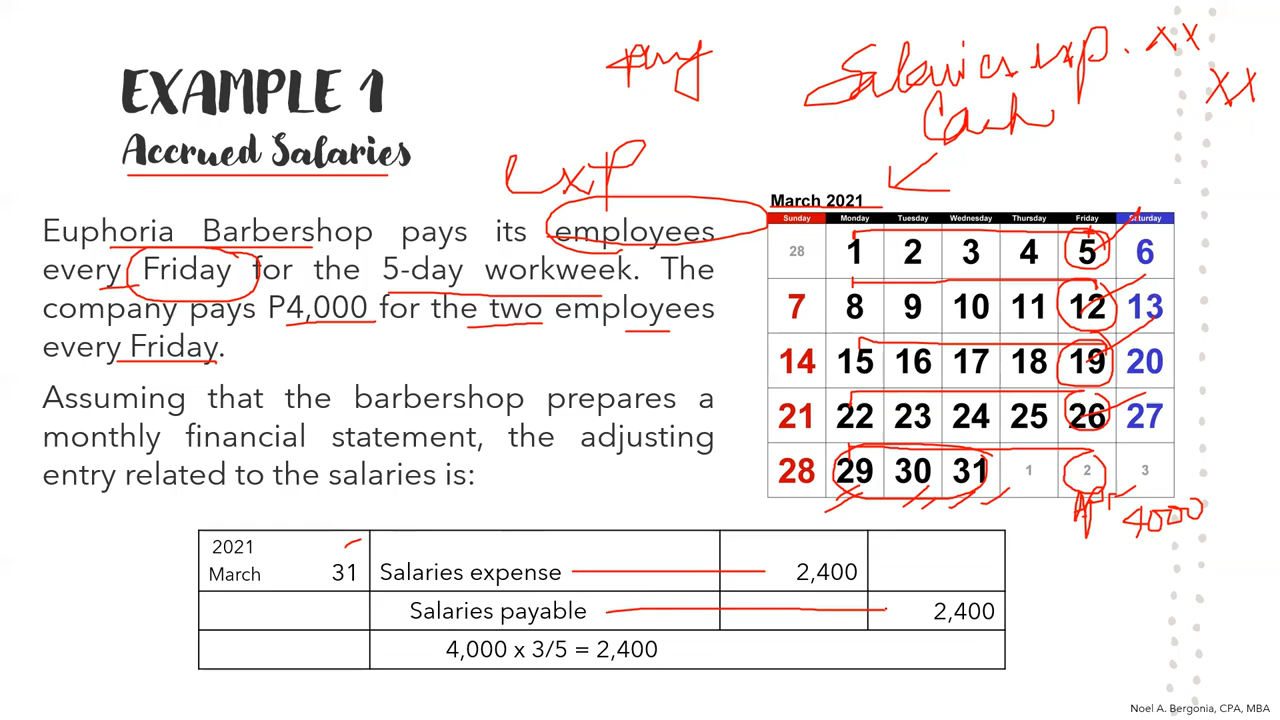 EXAMPLE 1
Accrued Salaries
pay
Salaries exp. xx
Cash xx
exp
Euphoria Barbershop pays its employees
every Friday for the 5-day workweek. The
company pays P4,000 for the two employees
every Friday.
Assuming that the barbershop prepares a
monthly financial statement, the adjusting
entry related to the salaries is:
March 2021
Sunday Monday Tuesday Wednesday Thursday Friday Saturday
28 1 2 3 4 5 6
7 8 9 10 11 12 13
14 15 16 17 18 19 20
21 22 23 24 25 26 27
28 29 30 31 1 2 3
Apr 4000
2021
March 31 Salaries expense 2,400
Salaries payable 2,400
4,000 x 3/5 = 2,400
Noel A. Bergonia, CPA, MBA